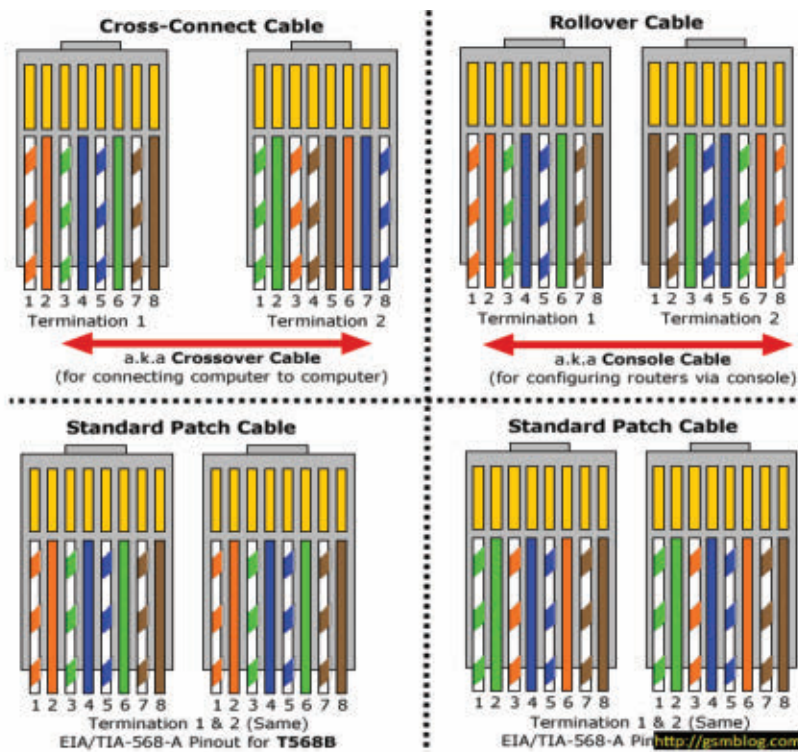 Cross-Connect Cable
1 2 3 4 5 6 7 8
Termination 1
1 2 3 4 5 6 7 8
Termination 2
a.k.a Crossover Cable
(for connecting computer to computer)
Rollover Cable
1 2 3 4 5 6 7 8
Termination 1
1 2 3 4 5 6 7 8
Termination 2
a.k.a Console Cable
(for configuring routers via console)
Standard Patch Cable
1 2 3 4 5 6 7 8
1 2 3 4 5 6 7 8
Termination 1 & 2 (Same)
EIA/TIA-568-A Pinout for T568B
Standard Patch Cable
1 2 3 4 5 6 7 8
1 2 3 4 5 6 7 8
Termination 1 & 2 (Same)
EIA/TIA-568-A http://gsmblog.com